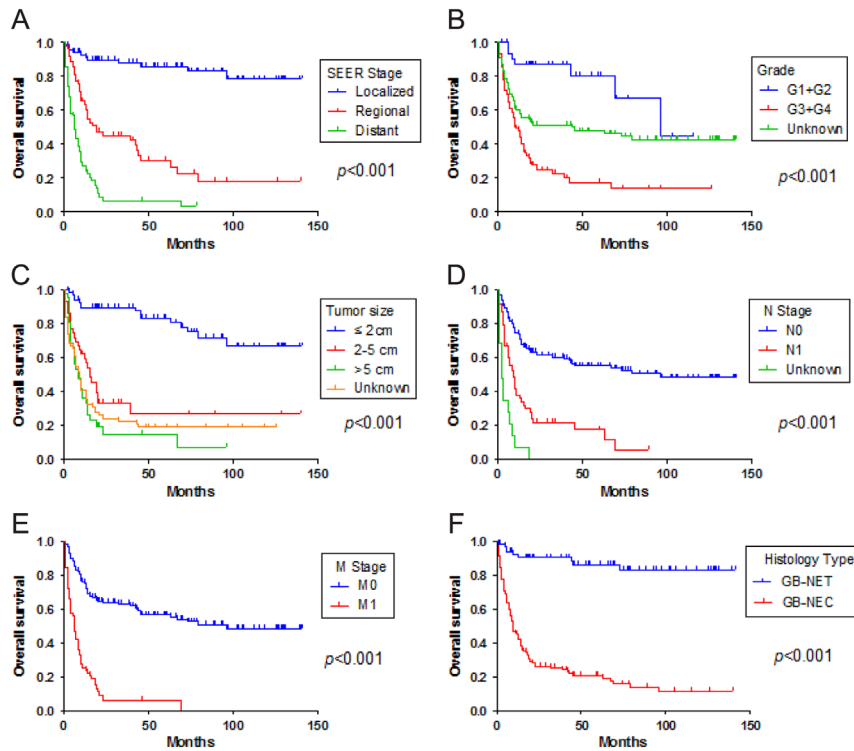 A
Overall survival
1.0
0.8
0.6
0.4
0.2
0.0
0
50
100
150
Months
SEER Stage
Localized
Regional
Distant
p<0.001
B
Overall survival
1.0
0.8
0.6
0.4
0.2
0.0
0
50
100
150
Months
Grade
G1+G2
G3+G4
Unknown
p<0.001
C
Overall survival
1.0
0.8
0.6
0.4
0.2
0.0
0
50
100
150
Months
Tumor size
≤ 2cm
2-5 cm
>5 cm
Unknown
p<0.001
D
Overall survival
1.0
0.8
0.6
0.4
0.2
0.0
0
50
100
150
Months
N Stage
N0
N1
Unknown
p<0.001
E
Overall survival
1.0
0.8
0.6
0.4
0.2
0.0
0
50
100
150
Months
M Stage
M0
M1
p<0.001
F
Overall survival
1.0
0.8
0.6
0.4
0.2
0.0
0
50
100
150
Months
Histology Type
GB-NET
GB-NEC
p<0.001